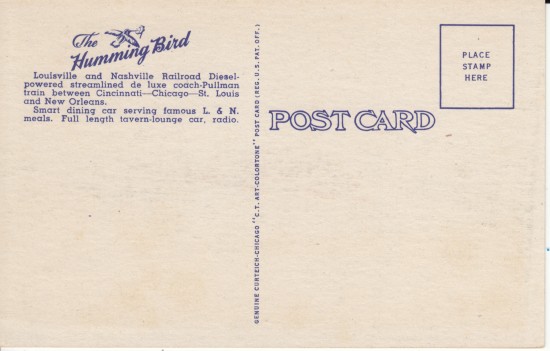 The
Humming Bird
Louisville and Nashville Railroad Diesel-
powered streamlined de luxe coach-Pullman
train between Cincinnati—Chicago—St. Louis
and New Orleans.
Smart dining car serving famous L. & N.
meals. Full length tavern-lounge car, radio.
GENUINE CURTEICH-CHICAGO "C.T. ART-COLORTONE" POST CARD (REG. U.S. PAT. OFF.)
POST CARD
PLACE
STAMP
HERE